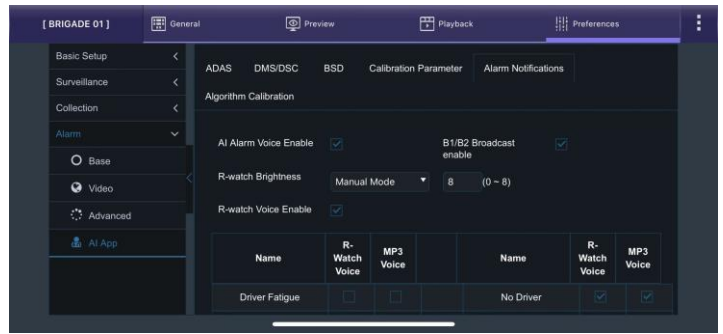 [ BRIGADE 01 ] General Preview Playback Preferences
Basic Setup
Surveillance
Collection
Alarm
Base
Video
Advanced
AI App
ADAS DMS/DSC BSD Calibration Parameter Alarm Notifications
Algorithm Calibration
AI Alarm Voice Enable B1/B2 Broadcast
enable
R-watch Brightness Manual Mode 8 (0 ~ 8)
R-watch Voice Enable
Name R-
Watch
Voice MP3
Voice Name R-
Watch
Voice MP3
Voice
Driver Fatigue No Driver